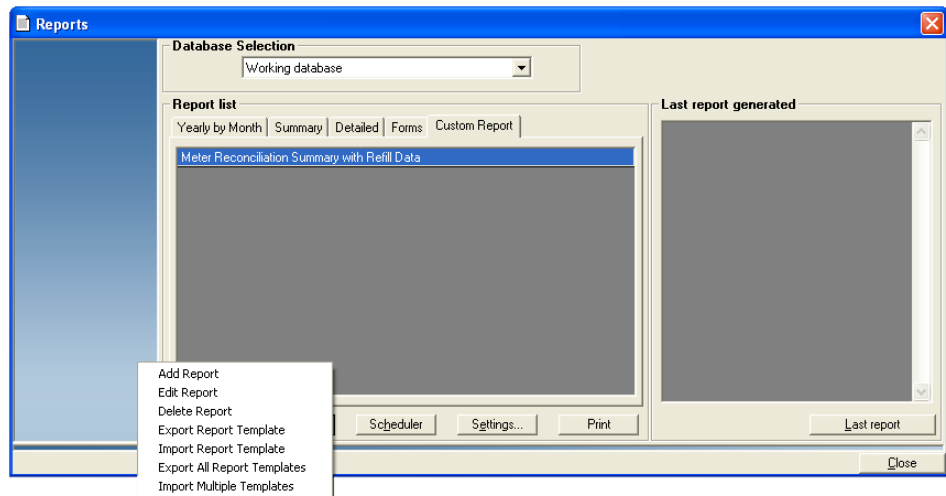 Reports
Database Selection
Working database
Report list
Yearly by Month
Summary
Detailed
Forms
Custom Report
Meter Reconciliation Summary with Refill Data
Last report generated
Add Report
Edit Report
Delete Report
Export Report Template
Import Report Template
Export All Report Templates
Import Multiple Templates
Scheduler
Settings...
Print
Last report
Close